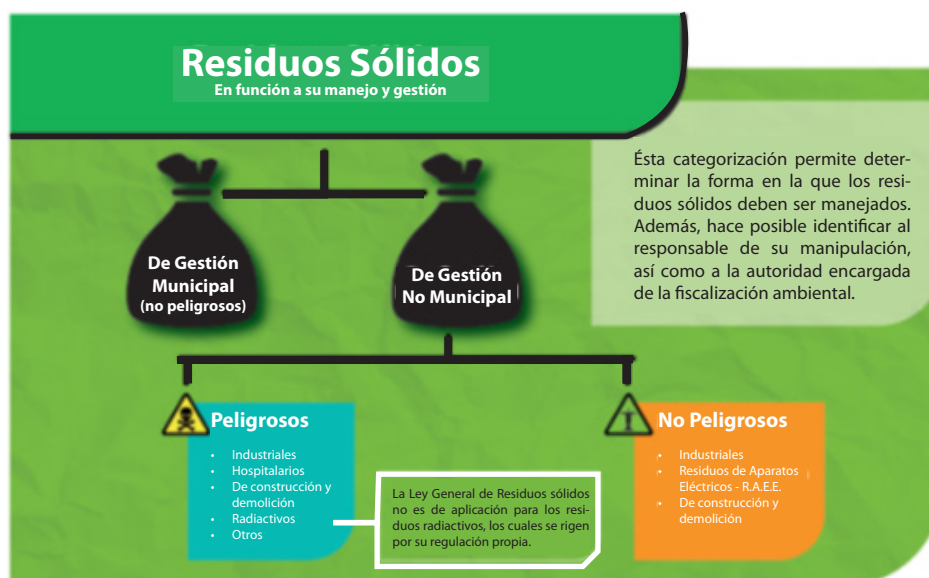 Residuos Sólidos
En función a su manejo y gestión
Ésta categorización permite deter-
minar la forma en la que los resi-
duos sólidos deben ser manejados.
Además, hace posible identificar al
responsable de su manipulación,
así como a la autoridad encargada
de la fiscalización ambiental.
De Gestión
Municipal
(no peligrosos)
De Gestión
No Municipal
Peligrosos
• Industriales
• Hospitalarios
• De construcción y
demolición
• Radiactivos
• Otros
La Ley General de Residuos sólidos
no es de aplicación para los resi-
duos radiactivos, los cuales se rigen
por su regulación propia.
No Peligrosos
• Industriales
• Residuos de Aparatos
Eléctricos - R.A.E.E.
• De construcción y
demolición